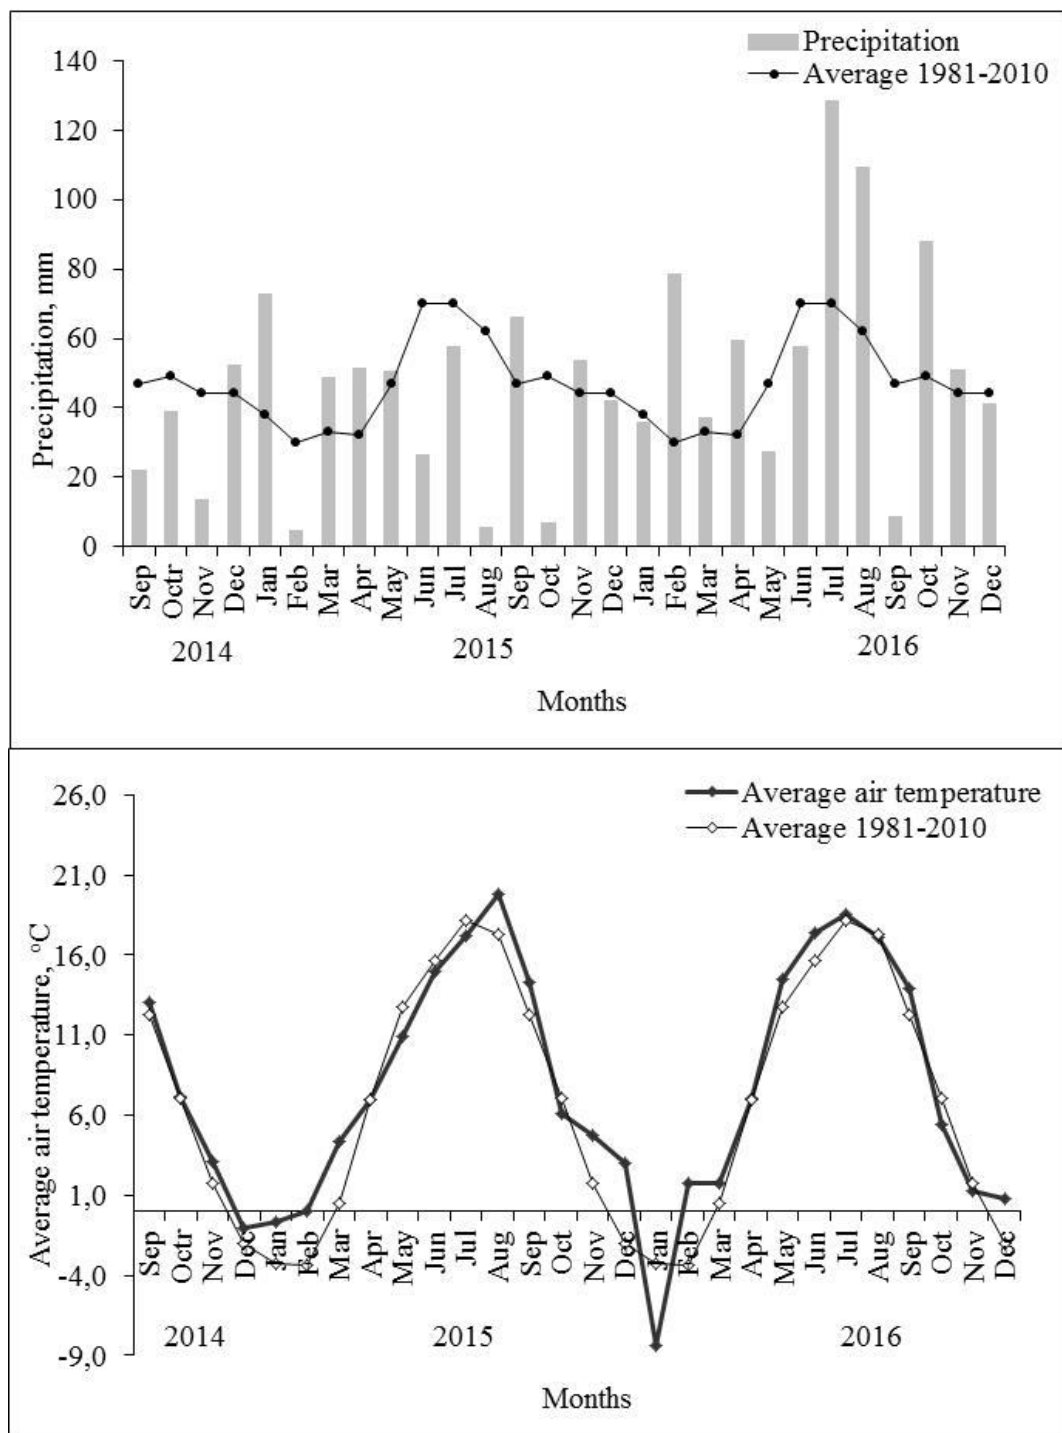 Precipitation
Average 1981-2010
140
120
100
80
60
40
20
0
Precipitation, mm
Sep Octr Nov Dec Jan Feb Mar Apr May Jun Jul Aug Sep Oct Nov Dec Jan Feb Mar Apr May Jun Jul Aug Sep Oct Nov Dec
2014 2015 2016
Months
Average air temperature
Average 1981-2010
26,0
21,0
16,0
11,0
6,0
1,0
-4,0
-9,0
Average air temperature, °C
Sep Octr Nov Dec Jan Feb Mar Apr May Jun Jul Aug Sep Oct Nov Dec Jan Feb Mar Apr May Jun Jul Aug Sep Oct Nov Dec
2014 2015 2016
Months